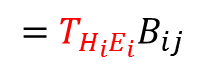 = T_{H_i E_i} B_{ij}